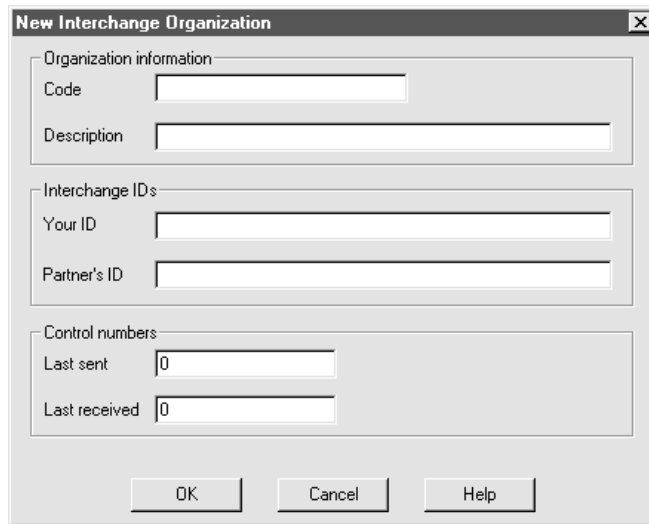 New Interchange Organization
Organization information
Code
Description
Interchange IDs
Your ID
Partner's ID
Control numbers
Last sent 0
Last received 0
OK Cancel Help